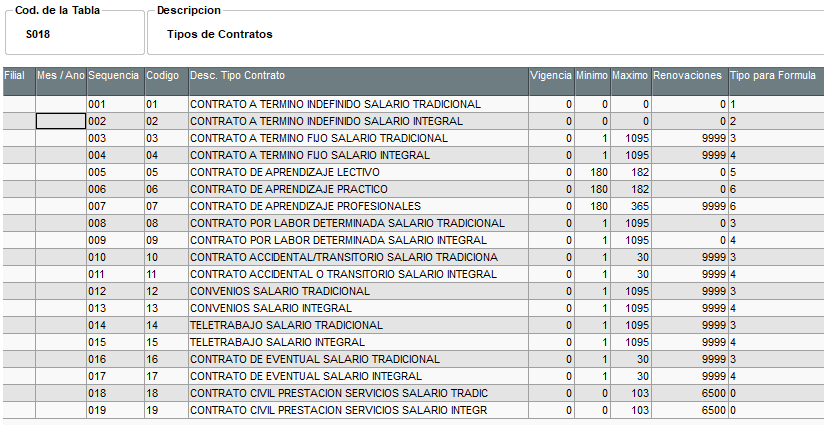 Cod. de la Tabla
Descripcion
S018
Tipos de Contratos
Filial Mes / Ano Sequencia Codigo Desc. Tipo Contrato Vigencia Minimo Maximo Renovaciones Tipo para Formula
001 01 CONTRATO A TERMINO INDEFINIDO SALARIO TRADICIONAL 0 0 0 0 1
002 02 CONTRATO A TERMINO INDEFINIDO SALARIO INTEGRAL 0 0 0 0 2
003 03 CONTRATO A TERMINO FIJO SALARIO TRADICIONAL 0 1 1095 9999 3
004 04 CONTRATO A TERMINO FIJO SALARIO INTEGRAL 0 1 1095 9999 4
005 05 CONTRATO DE APRENDIZAJE LECTIVO 0 180 182 0 5
006 06 CONTRATO DE APRENDIZAJE PRACTICO 0 180 182 0 6
007 07 CONTRATO DE APRENDIZAJE PROFESIONALES 0 180 365 9999 6
008 08 CONTRATO POR LABOR DETERMINADA SALARIO TRADICIONAL 0 1 1095 0 3
009 09 CONTRATO POR LABOR DETERMINADA SALARIO INTEGRAL 0 1 1095 0 4
010 10 CONTRATO ACCIDENTAL/TRANSITORIO SALARIO TRADICIONA 0 1 30 9999 3
011 11 CONTRATO ACCIDENTAL O TRANSITORIO SALARIO INTEGRAL 0 1 30 9999 4
012 12 CONVENIOS SALARIO TRADICIONAL 0 1 1095 9999 3
013 13 CONVENIOS SALARIO INTEGRAL 0 1 1095 9999 4
014 14 TELETRABAJO SALARIO TRADICIONAL 0 1 1095 9999 3
015 15 TELETRABAJO SALARIO INTEGRAL 0 1 1095 9999 4
016 16 CONTRATO DE EVENTUAL SALARIO TRADICIONAL 0 1 30 9999 3
017 17 CONTRATO DE EVENTUAL SALARIO INTEGRAL 0 1 30 9999 4
018 18 CONTRATO CIVIL PRESTACION SERVICIOS SALARIO TRADIC 0 0 103 6500 0
019 19 CONTRATO CIVIL PRESTACION SERVICIOS SALARIO INTEGR 0 0 103 6500 0